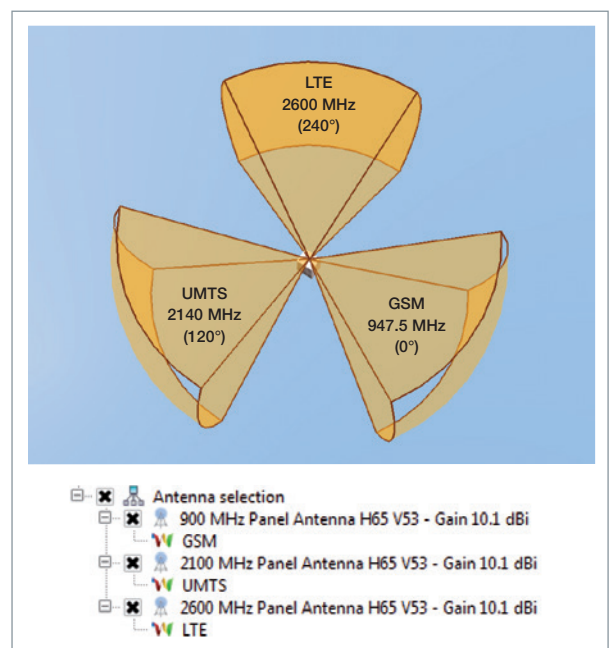 LTE
2600 MHz
(240°)
UMTS
2140 MHz
(120°)
GSM
947.5 MHz
(0°)
Antenna selection
900 MHz Panel Antenna H65 V53 - Gain 10.1 dBi
GSM
2100 MHz Panel Antenna H65 V53 - Gain 10.1 dBi
UMTS
2600 MHz Panel Antenna H65 V53 - Gain 10.1 dBi
LTE